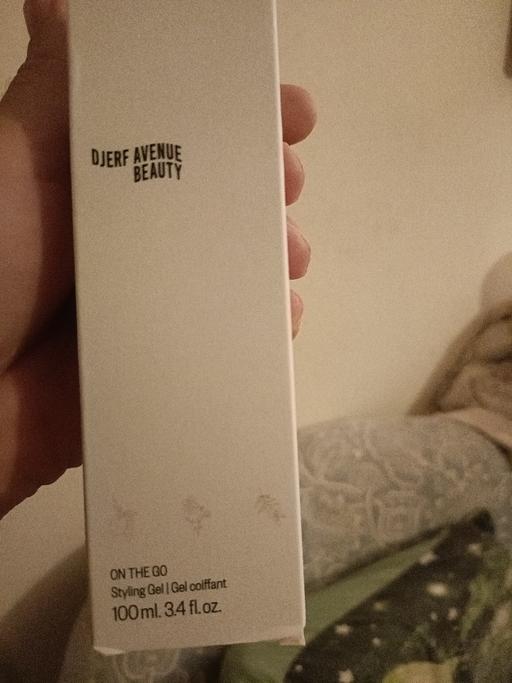 DJERF AVENUE
BEAUTY
ON THE GO
Styling Gel | Gel coiffant
100 ml. 3.4 fl. oz.